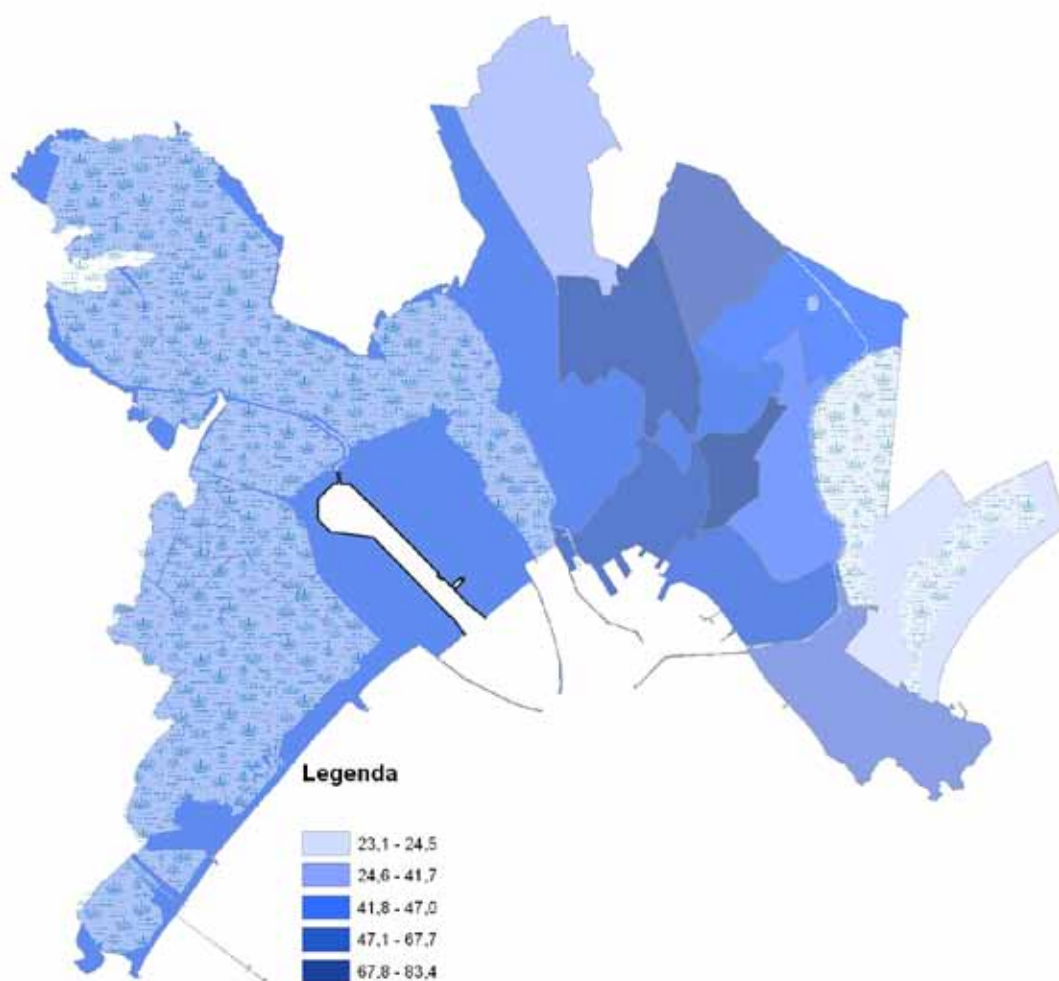 Legenda
23,1 - 24,5
24,6 - 41,7
41,8 - 47,0
47,1 - 67,7
67,8 - 83,4